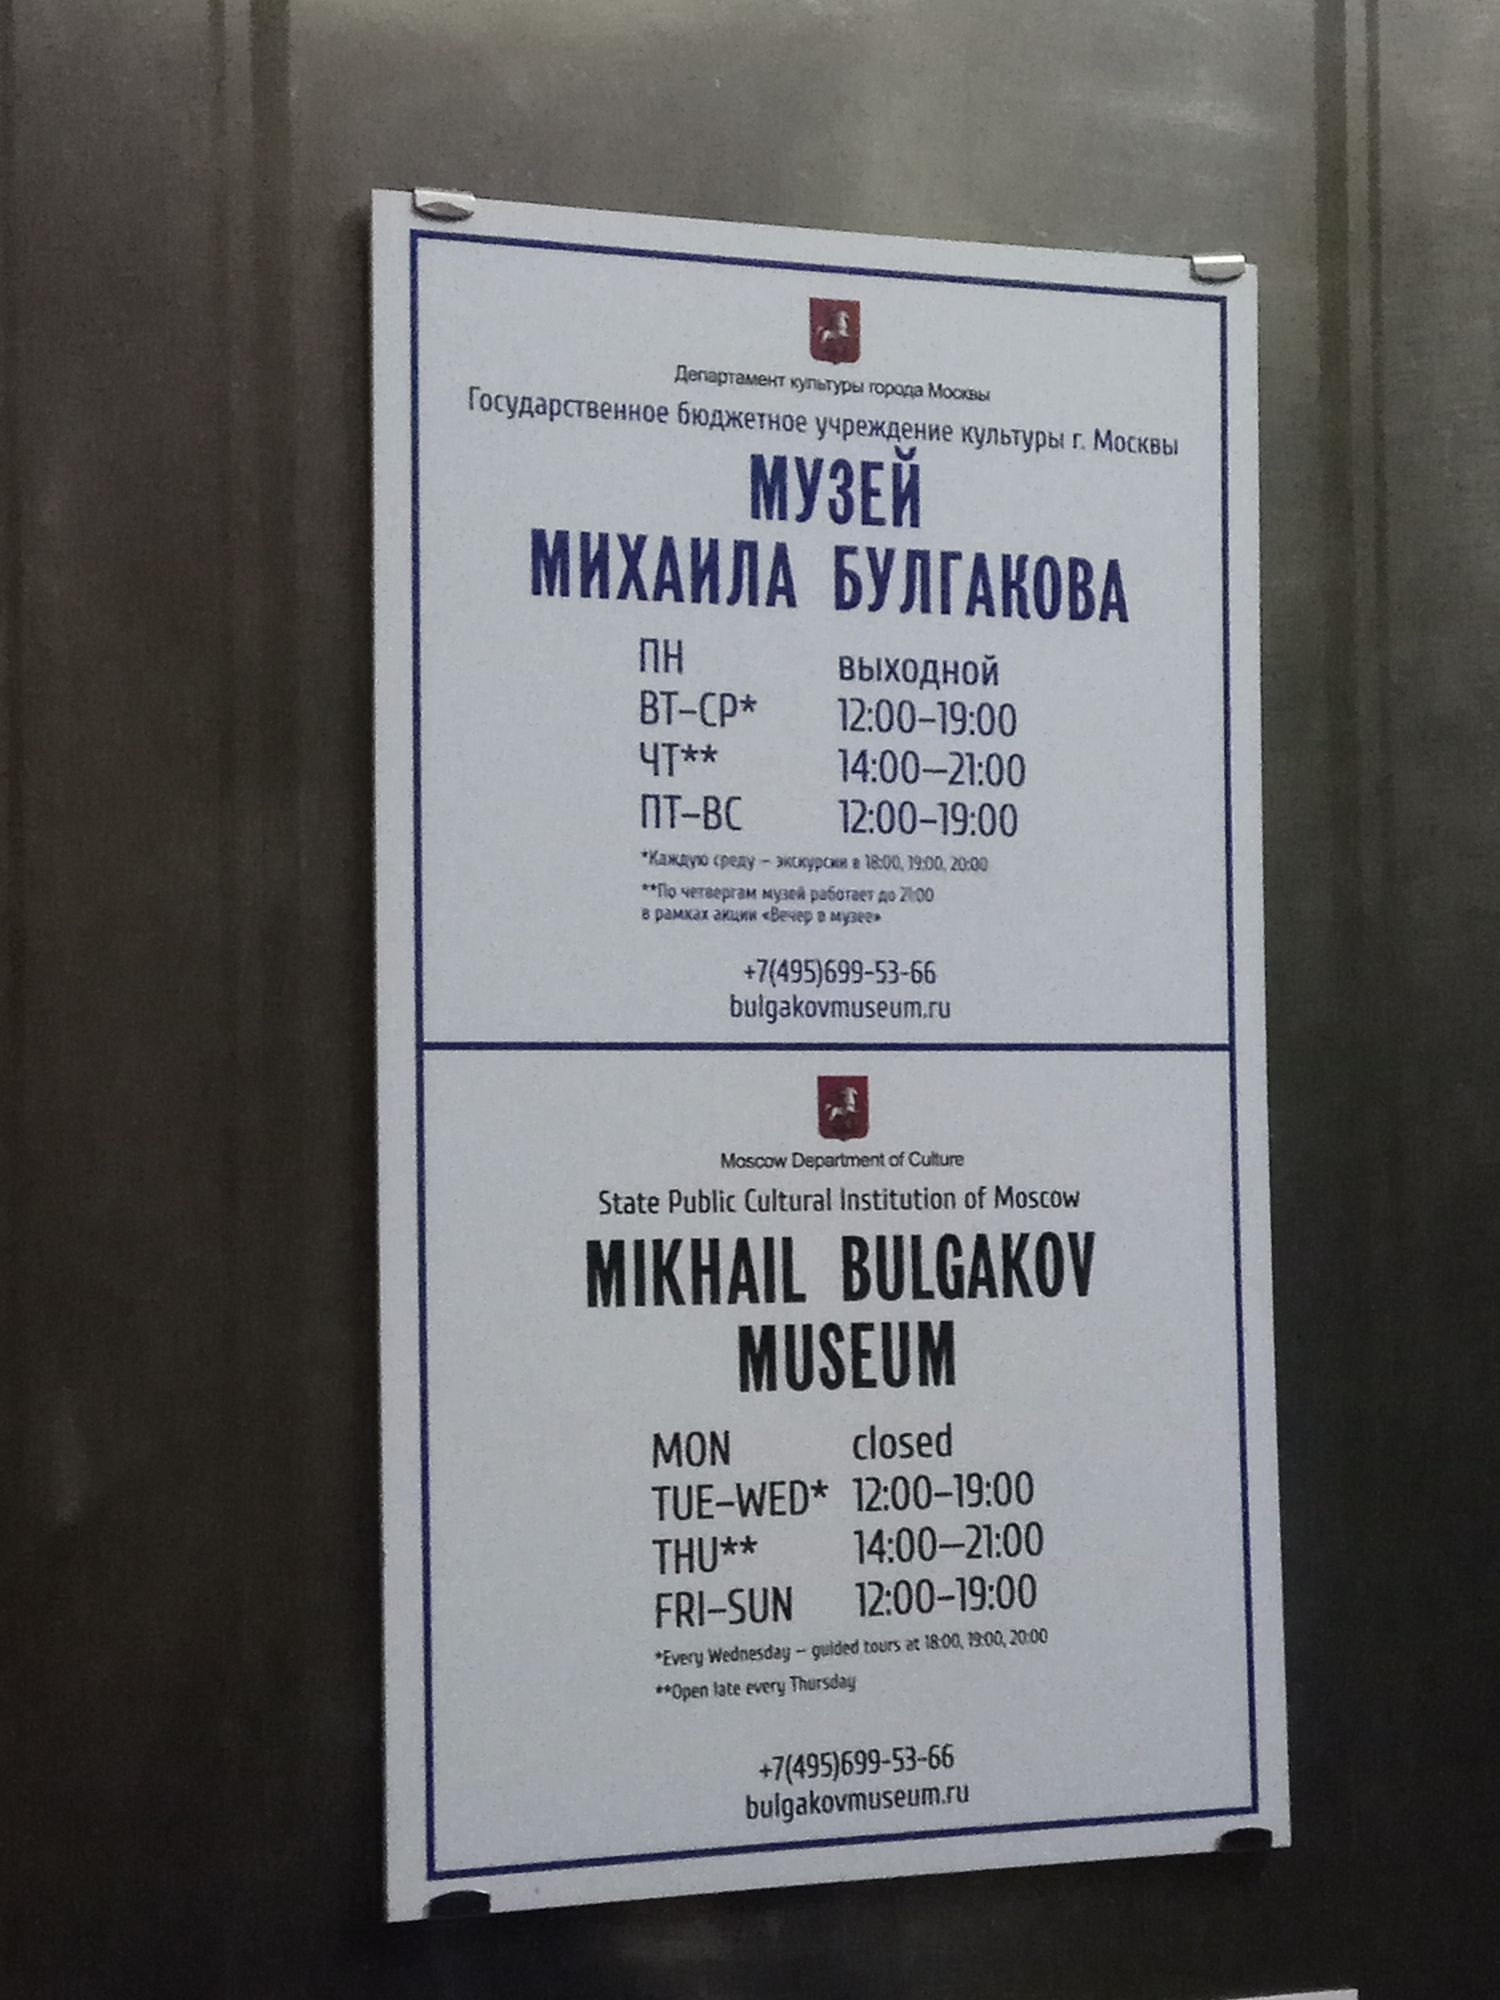 Департамент культуры города Москвы
Государственное бюджетное учреждение культуры г. Москвы
МУЗЕЙ
МИХАИЛА БУЛГАКОВА
ПН выходной
ВТ–СР* 12:00–19:00
ЧТ** 14:00—21:00
ПТ–ВС 12:00–19:00
*Каждую среду – экскурсии в 18:00, 19:00, 20:00
**По четвергам музей работает до 21:00
в рамках акции «Вечер в музее»
+7(495)699-53-66
bulgakovmuseum.ru
Moscow Department of Culture
State Public Cultural Institution of Moscow
MIKHAIL BULGAKOV
MUSEUM
MON closed
TUE–WED* 12:00–19:00
THU** 14:00—21:00
FRI–SUN 12:00–19:00
*Every Wednesday – guided tours at 18:00, 19:00, 20:00
**Open late every Thursday
+7(495)699-53-66
bulgakovmuseum.ru